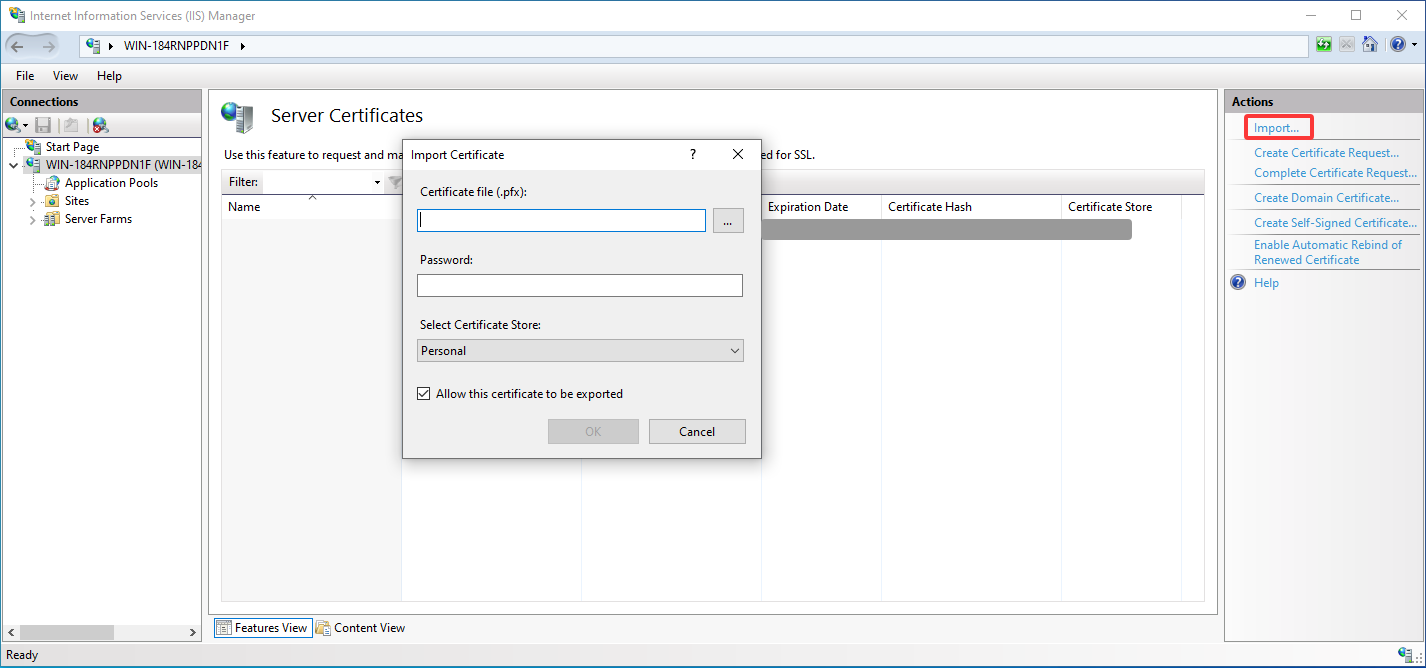 Internet Information Services (IIS) Manager
WIN-184RNPPDN1F
File View Help
Connections
Start Page
WIN-184RNPPDN1F (WIN-184
Application Pools
Sites
Server Farms
Server Certificates
Use this feature to request and ma
ed for SSL.
Filter:
Name
Expiration Date
Certificate Hash
Certificate Store
Import Certificate
?
Certificate file (.pfx):
...
Password:
Select Certificate Store:
Personal
Allow this certificate to be exported
OK
Cancel
Features View
Content View
Actions
Import...
Create Certificate Request...
Complete Certificate Request...
Create Domain Certificate...
Create Self-Signed Certificate...
Enable Automatic Rebind of
Renewed Certificate
Help
Ready